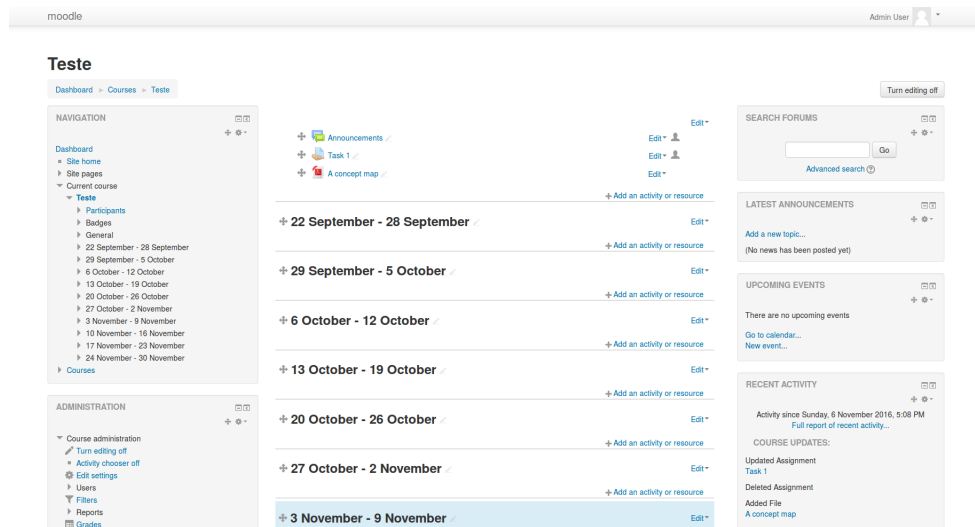 moodle
Admin User
Teste
Dashboard Courses Teste
Turn editing off
NAVIGATION
Dashboard
Site home
Site pages
Current course
Teste
Participants
Badges
General
22 September - 28 September
29 September - 5 October
6 October - 12 October
13 October - 19 October
20 October - 26 October
27 October - 2 November
3 November - 9 November
10 November - 16 November
17 November - 23 November
24 November - 30 November
Courses
ADMINISTRATION
Course administration
Turn editing off
Activity chooser off
Edit settings
Users
Filters
Reports
Grades
Edit
Announcements Edit
Task 1 Edit
A concept map Edit
Add an activity or resource
22 September - 28 September Edit
Add an activity or resource
29 September - 5 October Edit
Add an activity or resource
6 October - 12 October Edit
Add an activity or resource
13 October - 19 October Edit
Add an activity or resource
20 October - 26 October Edit
Add an activity or resource
27 October - 2 November Edit
Add an activity or resource
3 November - 9 November Edit
SEARCH FORUMS
Go
Advanced search
LATEST ANNOUNCEMENTS
Add a new topic...
(No news has been posted yet)
UPCOMING EVENTS
There are no upcoming events
Go to calendar...
New event...
RECENT ACTIVITY
Activity since Sunday, 6 November 2016, 5:08 PM
Full report of recent activity...
COURSE UPDATES:
Updated Assignment
Task 1
Deleted Assignment
Added File
A concept map